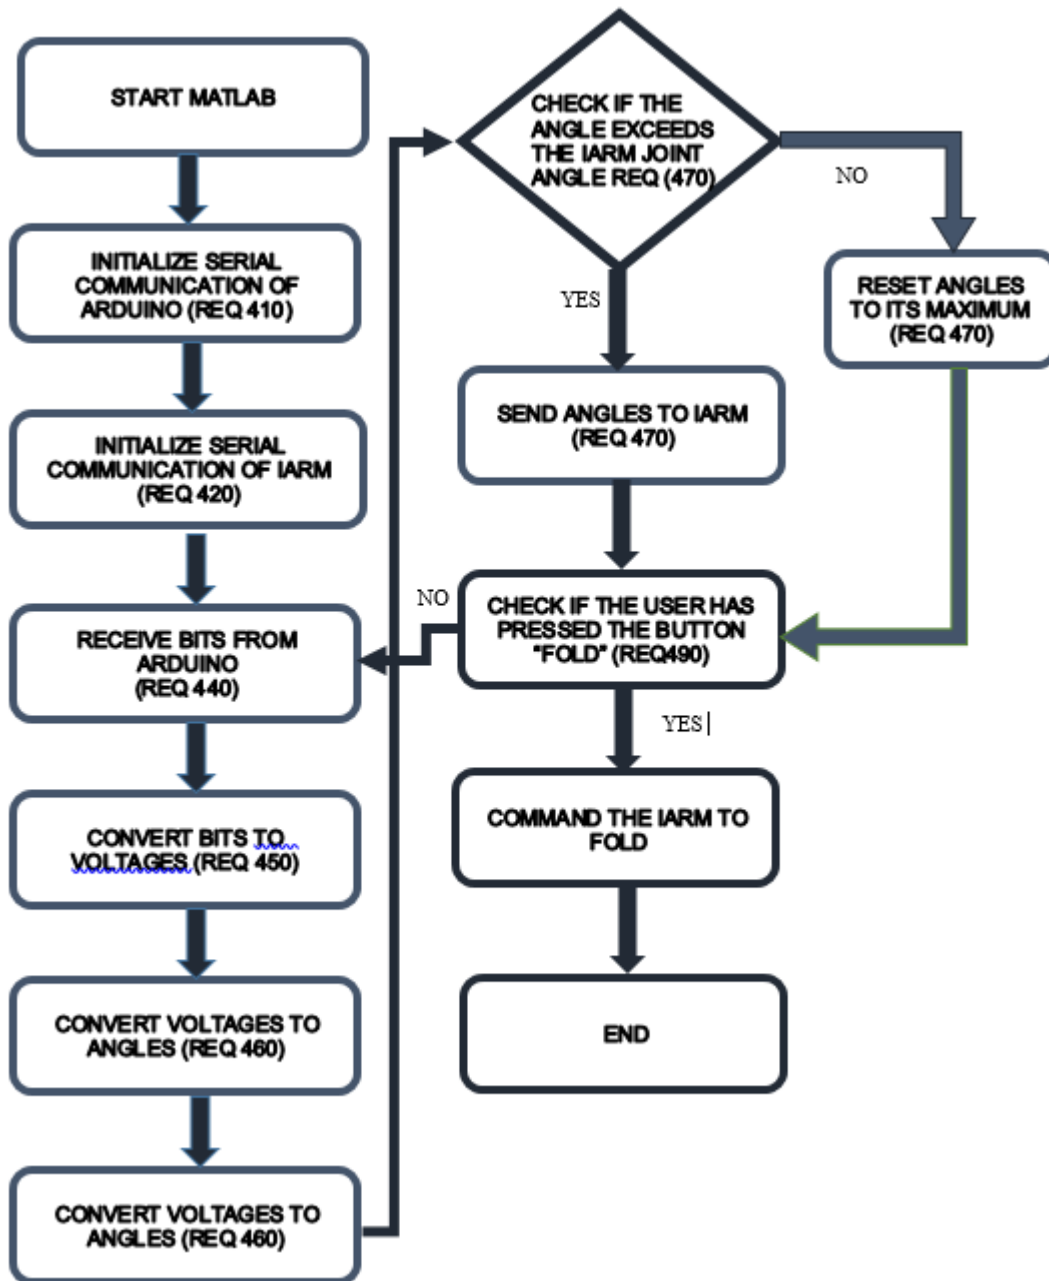 START MATLAB
INITIALIZE SERIAL
COMMUNICATION OF
ARDUINO (REQ 410)
INITIALIZE SERIAL
COMMUNICATION OF IARM
(REQ 420)
RECEIVE BITS FROM
ARDUINO
(REQ 440)
CONVERT BITS TO
VOLTAGES (REQ 450)
CONVERT VOLTAGES TO
ANGLES (REQ 460)
CONVERT VOLTAGES TO
ANGLES (REQ 460)
CHECK IF THE
ANGLE EXCEEDS
THE IARM JOINT
ANGLE REQ (470)
NO
RESET ANGLES
TO ITS MAXIMUM
(REQ 470)
YES
SEND ANGLES TO IARM
(REQ 470)
NO
CHECK IF THE USER HAS
PRESSED THE BUTTON
"FOLD" (REQ490)
YES
COMMAND THE IARM TO
FOLD
END